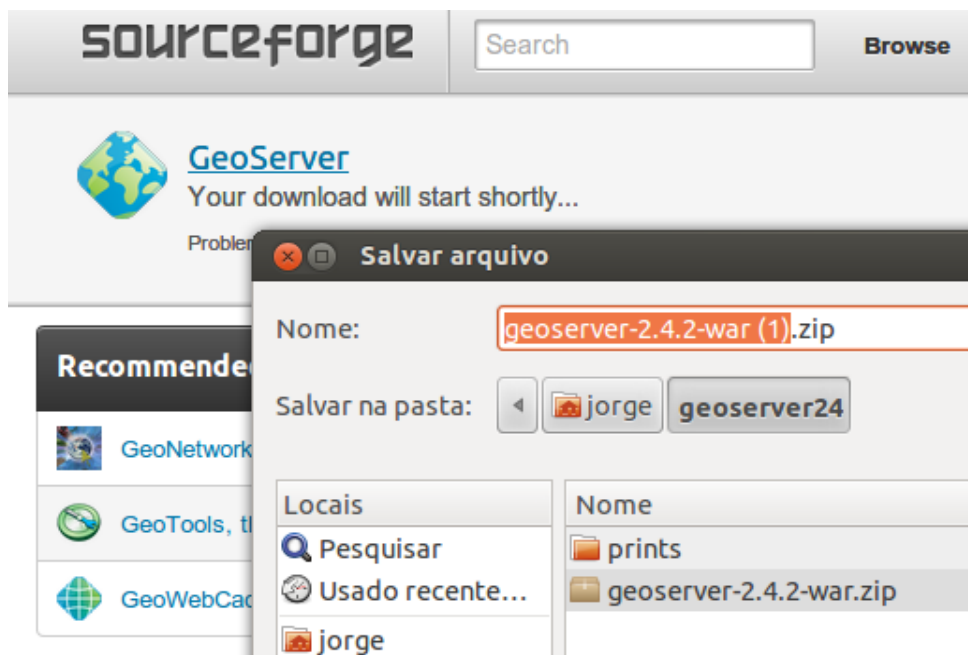 sourceforge
Search
Browse
GeoServer
Your download will start shortly...
Salvar arquivo
Nome:
geoserver-2.4.2-war (1).zip
Salvar na pasta:
jorge
geoserver24
Recommended
GeoNetwork
GeoTools,
Locais
Nome
Pesquisar
prints
Usado recente...
geoserver-2.4.2-war.zip
jorge